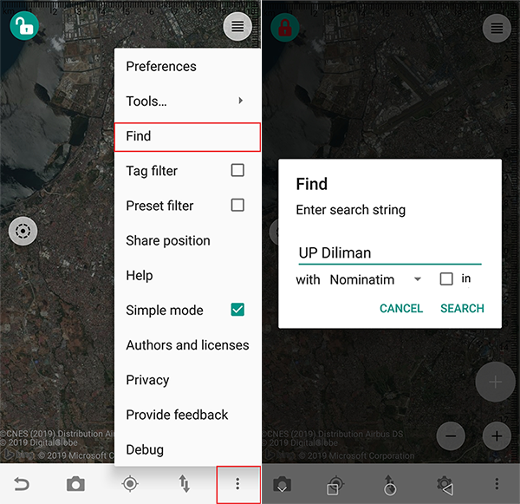 Preferences
Tools...
Find
Tag filter
Preset filter
Share position
Help
Simple mode
Authors and licenses
Privacy
Provide feedback
Debug
©CNES (2019) Distribution Airbus DS
© 2019 DigitalGlobe
© 2019 Microsoft Corporation
Find
Enter search string
UP Diliman
with Nominatim in
CANCEL SEARCH
©CNES (2019) Distribution Airbus DS
© 2019 DigitalGlobe
© 2019 Microsoft Corporation